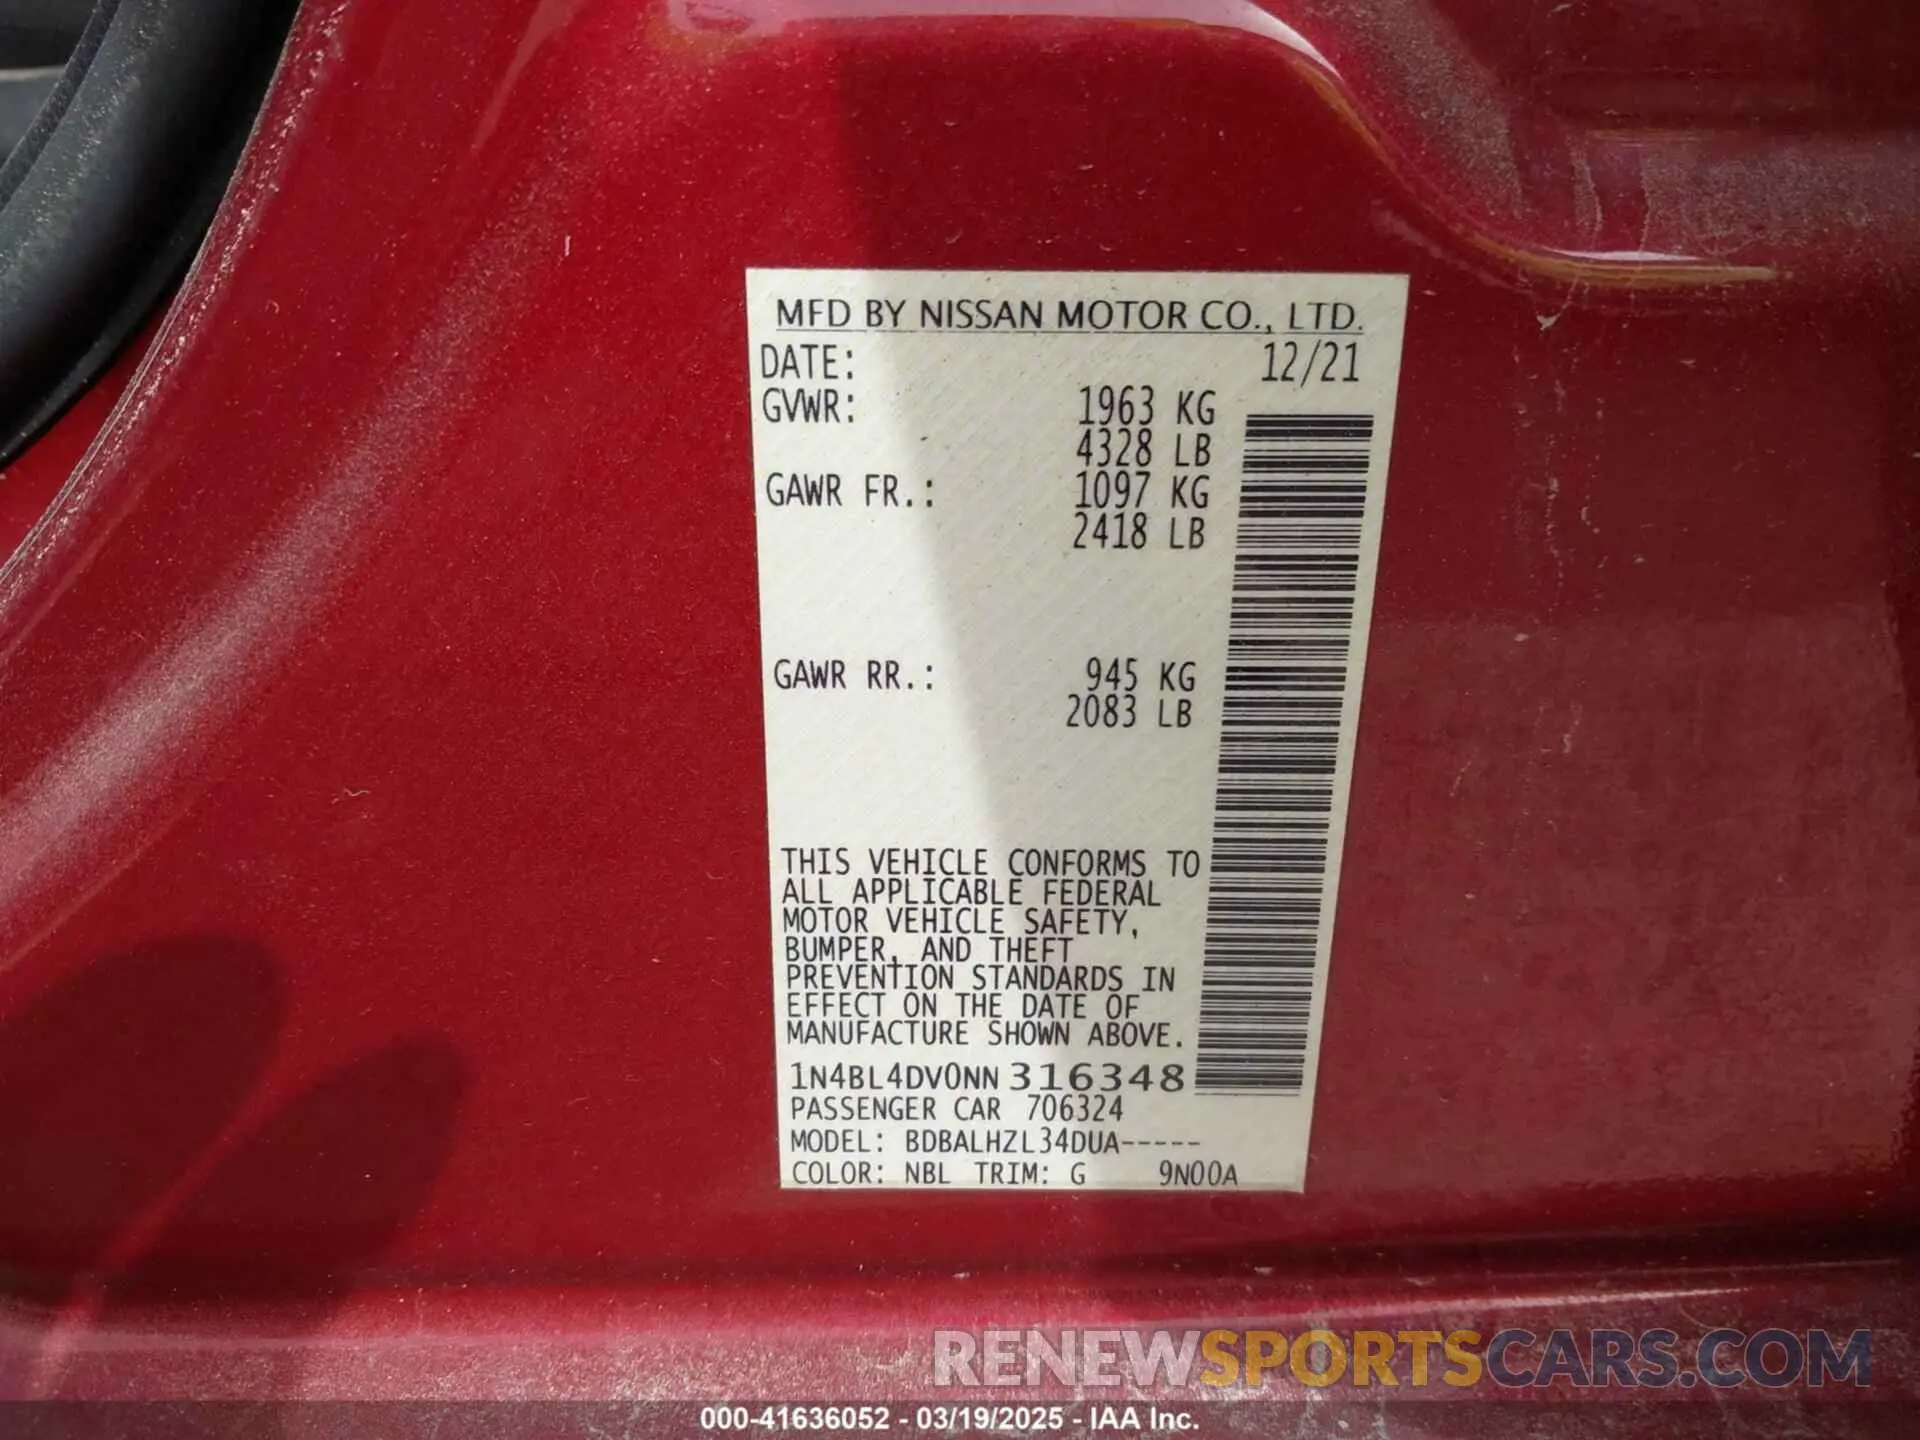 MFD BY NISSAN MOTOR CO., LTD.
DATE: 12/21
GVWR: 1963 KG
4328 LB
GAWR FR.: 1097 KG
2418 LB
GAWR RR.: 945 KG
2083 LB
THIS VEHICLE CONFORMS TO
ALL APPLICABLE FEDERAL
MOTOR VEHICLE SAFETY,
BUMPER, AND THEFT
PREVENTION STANDARDS IN
EFFECT ON THE DATE OF
MANUFACTURE SHOWN ABOVE.
1N4BL4DV0NN 316348
PASSENGER CAR 706324
MODEL: BDBALHZL34DUA-----
COLOR: NBL TRIM: G 9N00A
RENEWSPORTSCARS.COM
000-41636052 - 03/19/2025 - IAA Inc.